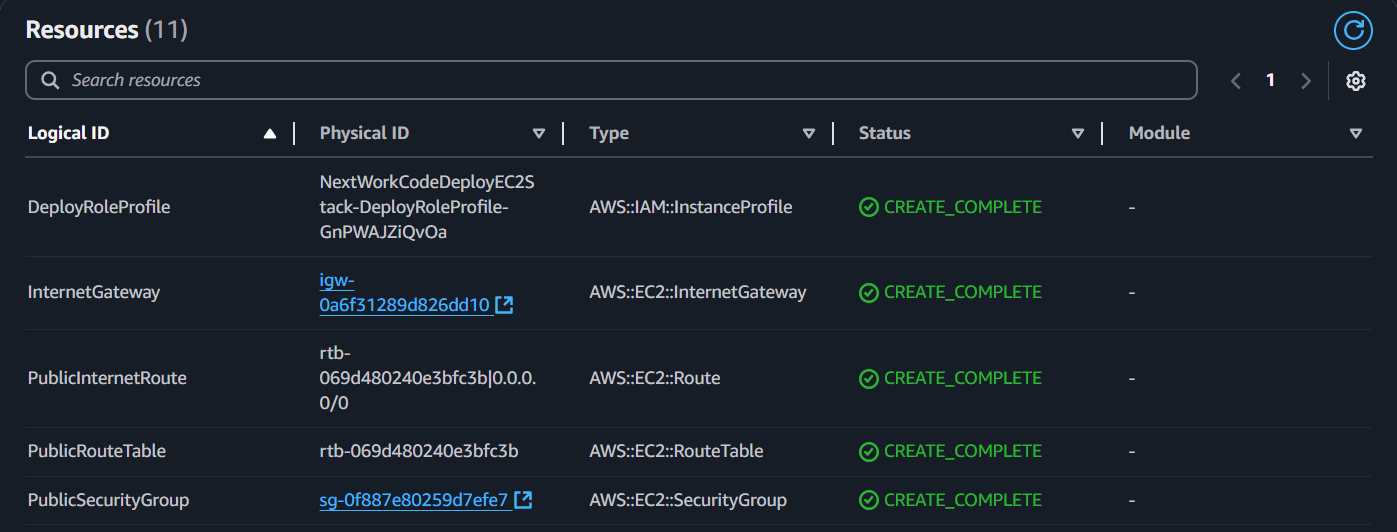 Resources (11)
Search resources
1
Logical ID Physical ID Type Status Module
NextWorkCodeDeployEC2S
DeployRoleProfile tack-DeployRoleProfile- AWS::IAM::InstanceProfile CREATE_COMPLETE -
GnPWAJZiQvOa
igw-
InternetGateway 0a6f31289d826dd10 AWS::EC2::InternetGateway CREATE_COMPLETE -
rtb-
PublicInternetRoute 069d480240e3bfc3b|0.0.0. AWS::EC2::Route CREATE_COMPLETE -
0/0
PublicRouteTable rtb-069d480240e3bfc3b AWS::EC2::RouteTable CREATE_COMPLETE -
PublicSecurityGroup sg-0f887e80259d7efe7 AWS::EC2::SecurityGroup CREATE_COMPLETE -